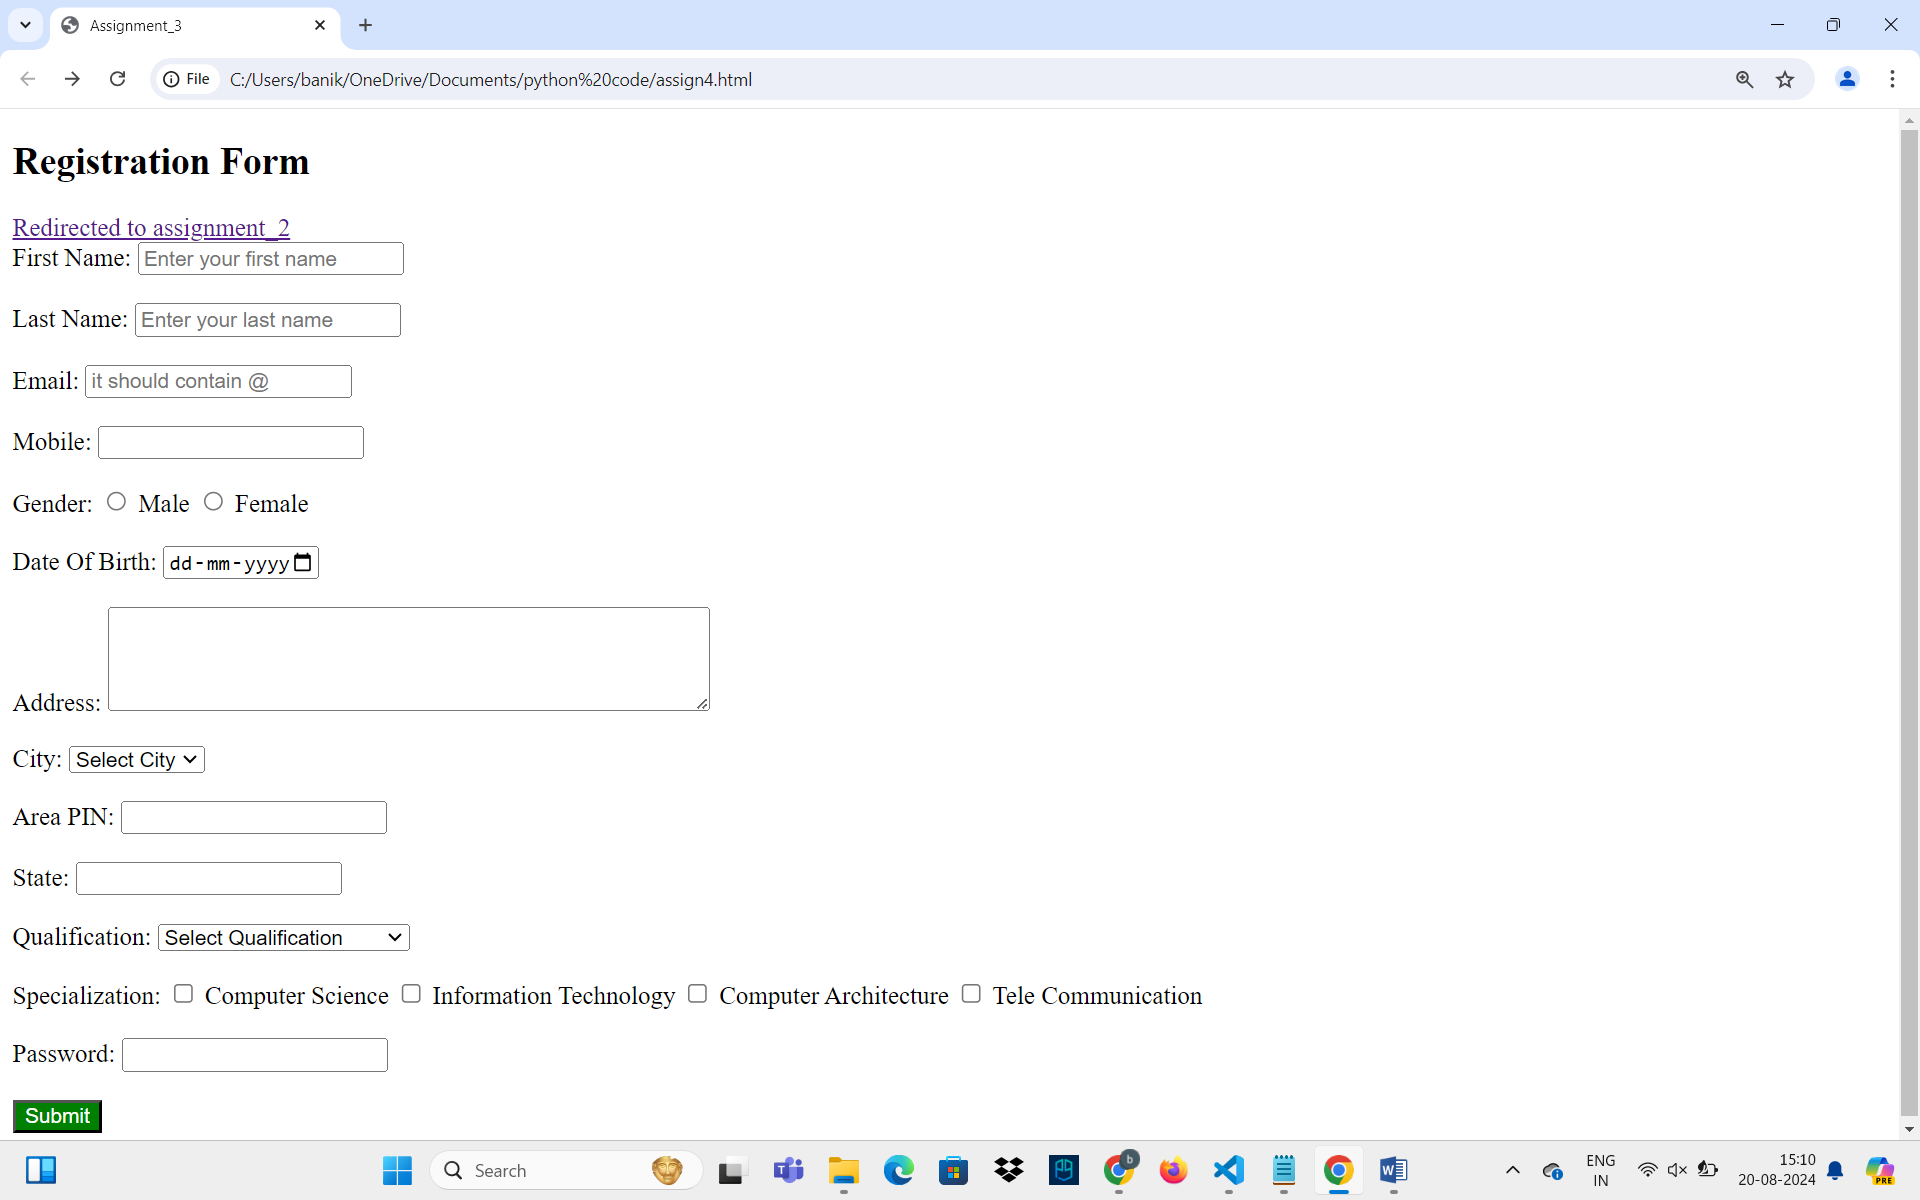 Assignment_3
File C:/Users/banik/OneDrive/Documents/python%20code/assign4.html
Registration Form
Redirected to assignment_2
First Name: Enter your first name
Last Name: Enter your last name
Email: it should contain @
Mobile:
Gender: Male Female
Date Of Birth: dd-mm-yyyy
Address:
City: Select City
Area PIN:
State:
Qualification: Select Qualification
Specialization: Computer Science Information Technology Computer Architecture Tele Communication
Password:
Submit
Search
b
ENG
IN
15:10
20-08-2024
PRE